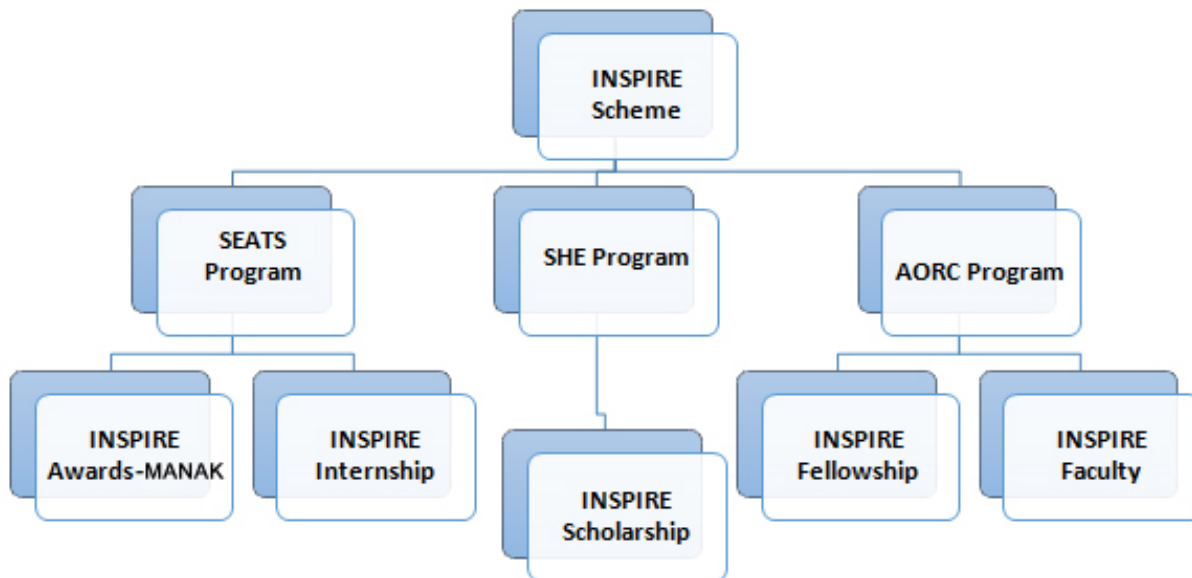 INSPIRE
Scheme
SEATS
Program
SHE Program
AORC Program
INSPIRE
Awards-MANAK
INSPIRE
Internship
INSPIRE
Scholarship
INSPIRE
Fellowship
INSPIRE
Faculty